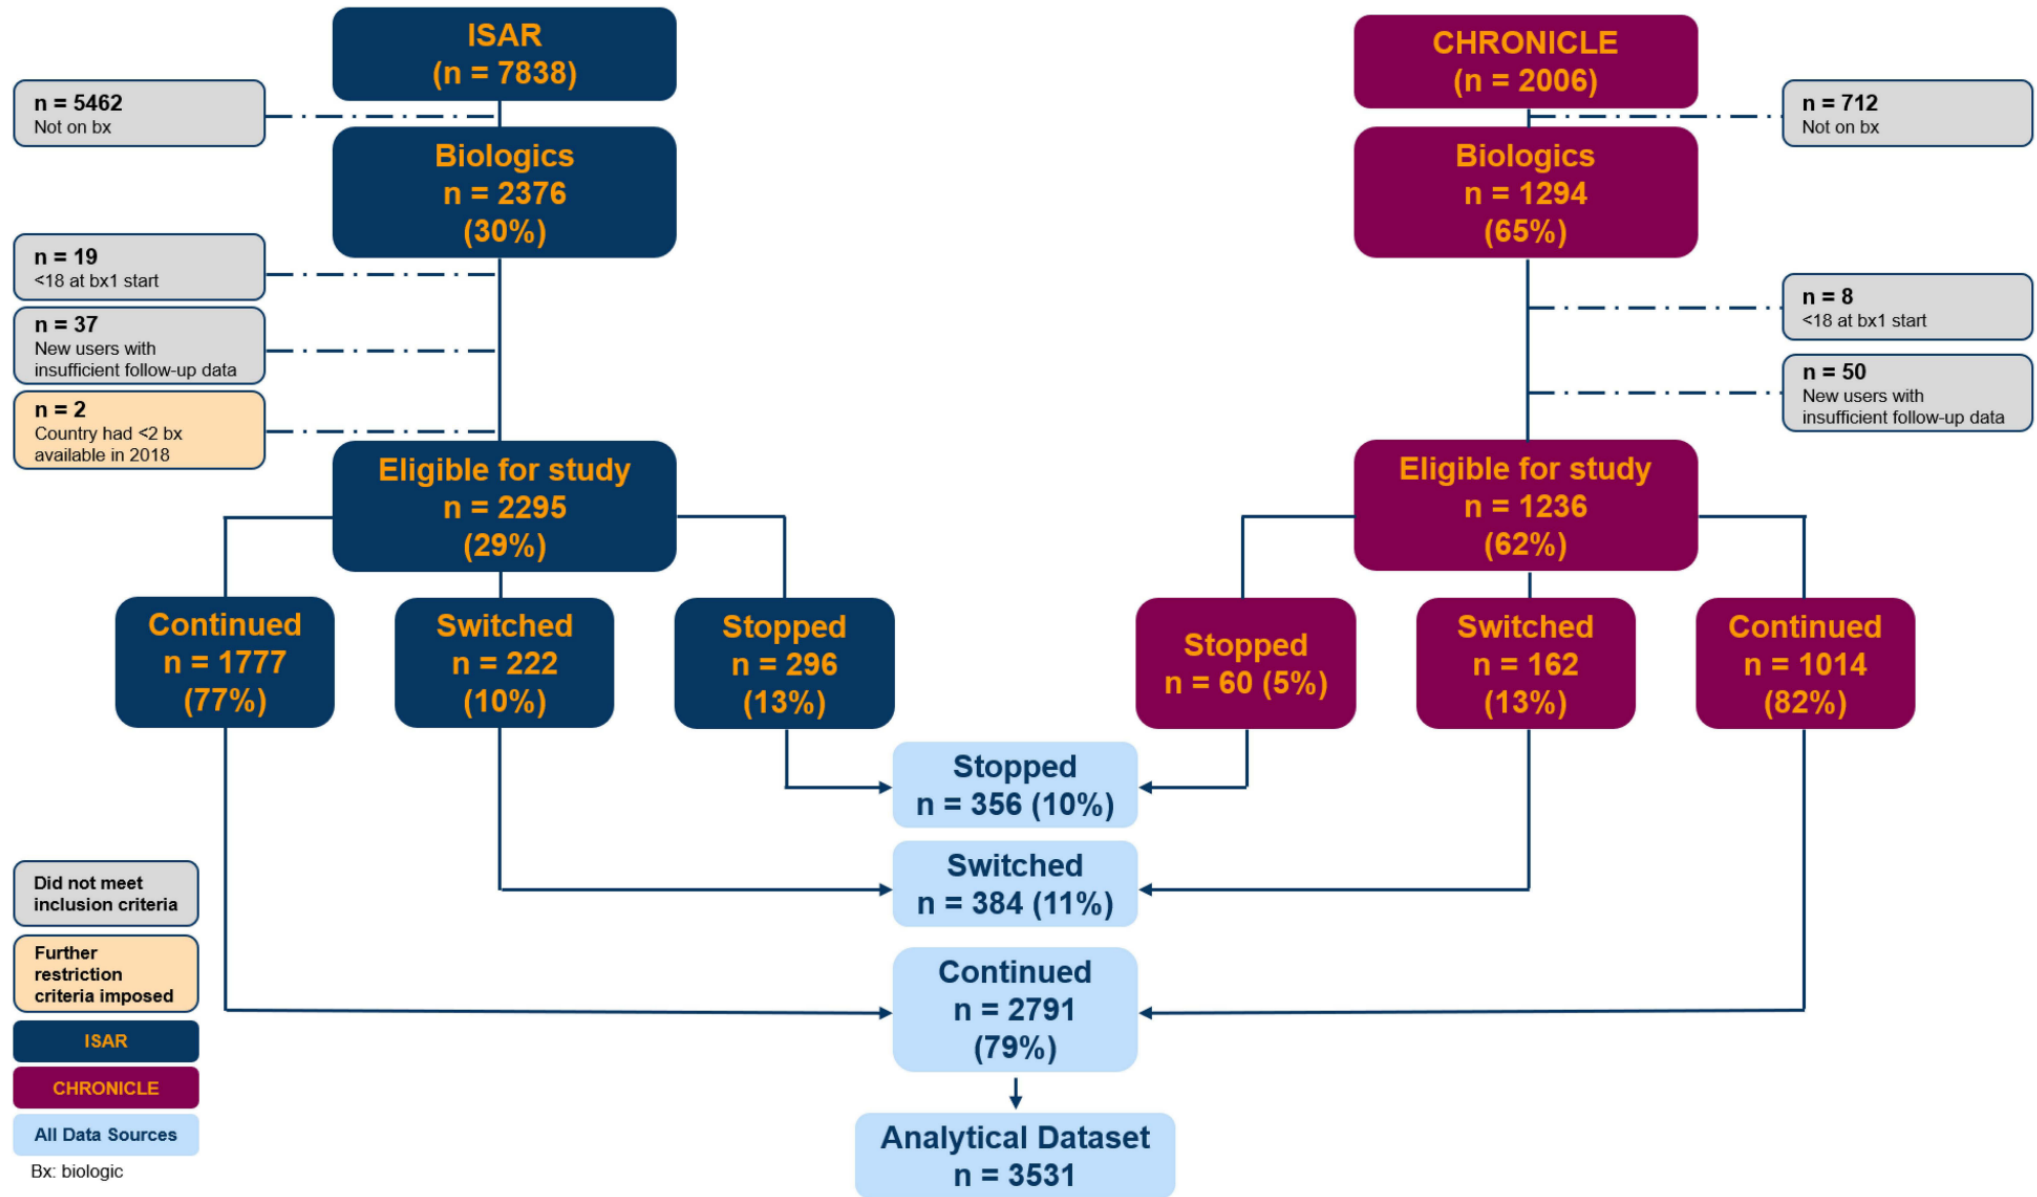 ISAR
(n = 7838)
n = 5462
Not on bx
Biologics
n = 2376
(30%)
n = 19
<18 at bx1 start
n = 37
New users with
insufficient follow-up data
n = 2
Country had <2 bx
available in 2018
Eligible for study
n = 2295
(29%)
Continued
n = 1777
(77%)
Switched
n = 222
(10%)
Stopped
n = 296
(13%)
CHRONICLE
(n = 2006)
n = 712
Not on bx
Biologics
n = 1294
(65%)
n = 8
<18 at bx1 start
n = 50
New users with
insufficient follow-up data
Eligible for study
n = 1236
(62%)
Stopped
n = 60 (5%)
Switched
n = 162
(13%)
Continued
n = 1014
(82%)
Stopped
n = 356 (10%)
Switched
n = 384 (11%)
Continued
n = 2791
(79%)
Analytical Dataset
n = 3531
Did not meet
inclusion criteria
Further
restriction
criteria imposed
ISAR
CHRONICLE
All Data Sources
Bx: biologic